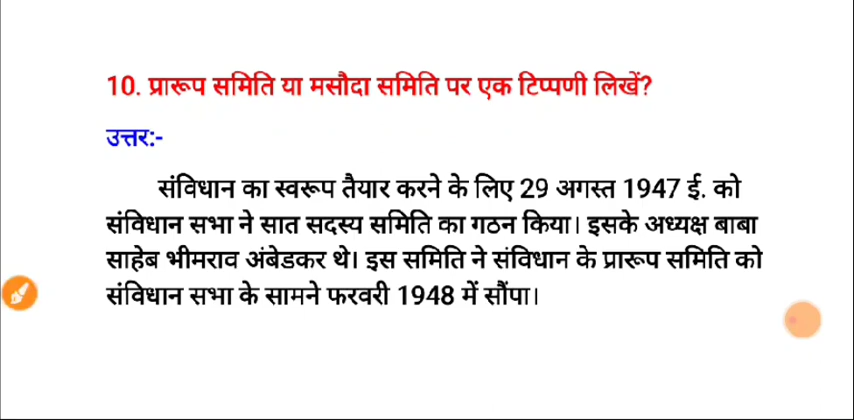 10. प्रारूप समिति या मसौदा समिति पर एक टिप्पणी लिखें?
उत्तर:-
संविधान का स्वरूप तैयार करने के लिए 29 अगस्त 1947 ई. को
संविधान सभा ने सात सदस्य समिति का गठन किया। इसके अध्यक्ष बाबा
साहेब भीमराव अंबेडकर थे। इस समिति ने संविधान के प्रारूप समिति को
संविधान सभा के सामने फरवरी 1948 में सौंपा।